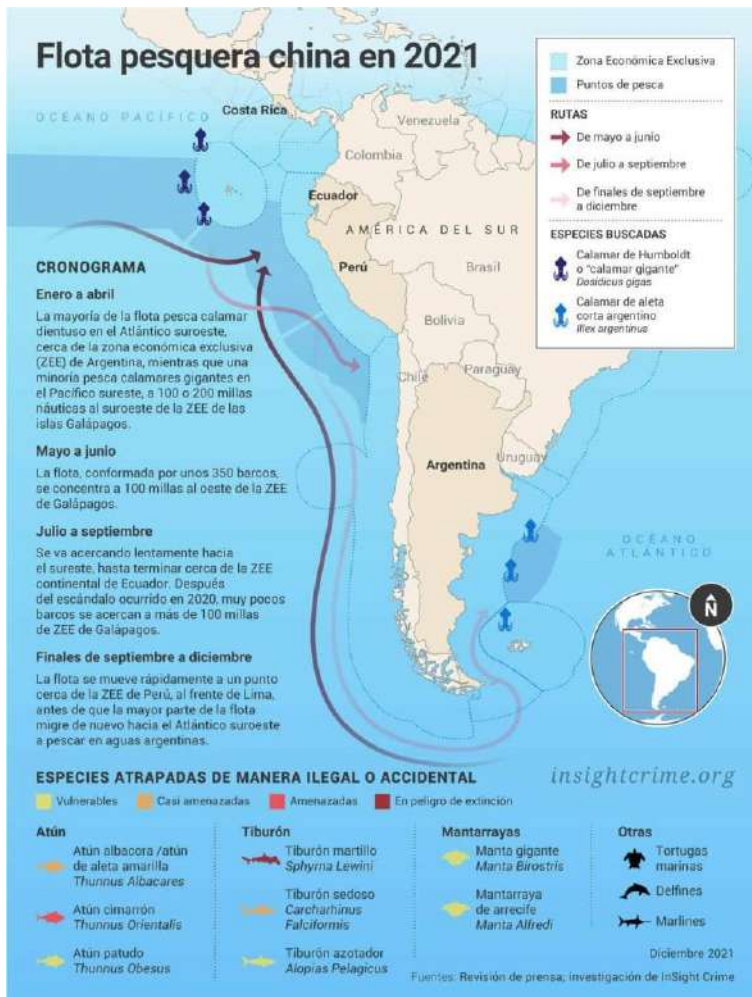 Flota pesquera china en 2021
Zona Económica Exclusiva
Puntos de pesca
RUTAS
De mayo a junio
De julio a septiembre
De finales de septiembre
a diciembre
ESPECIES BUSCADAS
Calamar de Humboldt
o "calamar gigante"
Dosidicus gigas
Calamar de aleta
corta argentino
Illex argentinus
OCÉANO PACÍFICO
Costa Rica
Venezuela
Colombia
Ecuador
AMÉRICA DEL SUR
Perú
Brasil
Bolivia
Paraguay
Chile
Uruguay
Argentina
OCÉANO
ATLÁNTICO
N
CRONOGRAMA
Enero a abril
La mayoría de la flota pesca calamar
dientuso en el Atlántico suroeste,
cerca de la zona económica exclusiva
(ZEE) de Argentina, mientras que una
minoría pesca calamares gigantes en
el Pacífico sureste, a 100 o 200 millas
náuticas al suroeste de la ZEE de las
islas Galápagos.
Mayo a junio
La flota, conformada por unos 350 barcos,
se concentra a 100 millas al oeste de la ZEE
de Galápagos.
Julio a septiembre
Se va acercando lentamente hacia
el sureste, hasta terminar cerca de la ZEE
continental de Ecuador. Después
del escándalo ocurrido en 2020, muy pocos
barcos se acercan a más de 100 millas
de ZEE de Galápagos.
Finales de septiembre a diciembre
La flota se mueve rápidamente a un punto
cerca de la ZEE de Perú, al frente de Lima,
antes de que la mayor parte de la flota
migre de nuevo hacia el Atlántico suroeste
a pescar en aguas argentinas.
insightcrime.org
ESPECIES ATRAPADAS DE MANERA ILEGAL O ACCIDENTAL
Vulnerables
Casi amenazadas
Amenazadas
En peligro de extinción
Atún
Atún albacora /atún
de aleta amarilla
Thunnus Albacares
Atún cimarrón
Thunnus Orientalis
Atún patudo
Thunnus Obesus
Tiburón
Tiburón martillo
Sphyrna Lewini
Tiburón sedoso
Carcharhinus
Falciformis
Tiburón azotador
Alopias Pelagicus
Mantarrayas
Manta gigante
Manta Birostris
Mantarraya
de arrecife
Manta Alfredi
Otras
Tortugas
marinas
Delfines
Marlines
Diciembre 2021
Fuentes: Revisión de prensa; investigación de InSight Crime